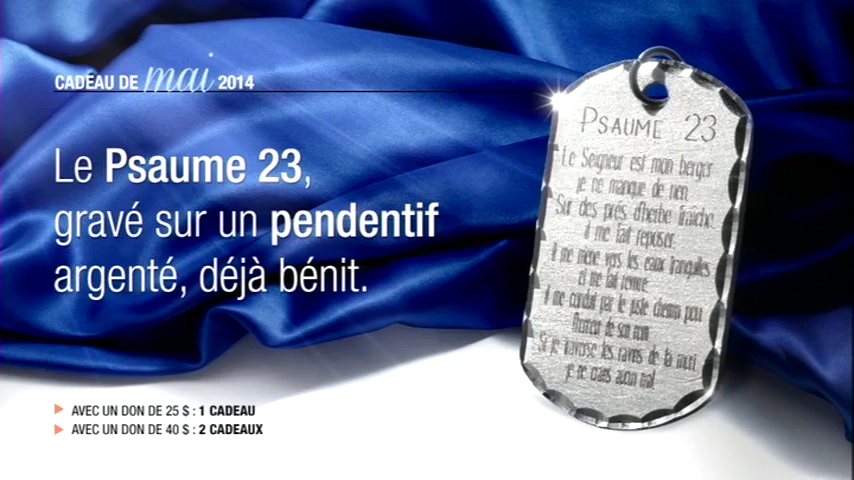 CADEAU DE mai 2014
Le Psaume 23,
gravé sur un pendentif
argenté, déjà bénit.
AVEC UN DON DE 25 $ : 1 CADEAU
AVEC UN DON DE 40 $ : 2 CADEAUX
PSAUME 23
Le Seigneur est mon berger
je ne manque de rien.
Sur des prés d'herbe fraîche
il me fait reposer.
Il me mène vers les eaux tranquilles
et me fait revivre
il me conduit par le juste chemin pour
l'honneur de son nom.
Si je traverse les ravins de la mort
je ne crains aucun mal